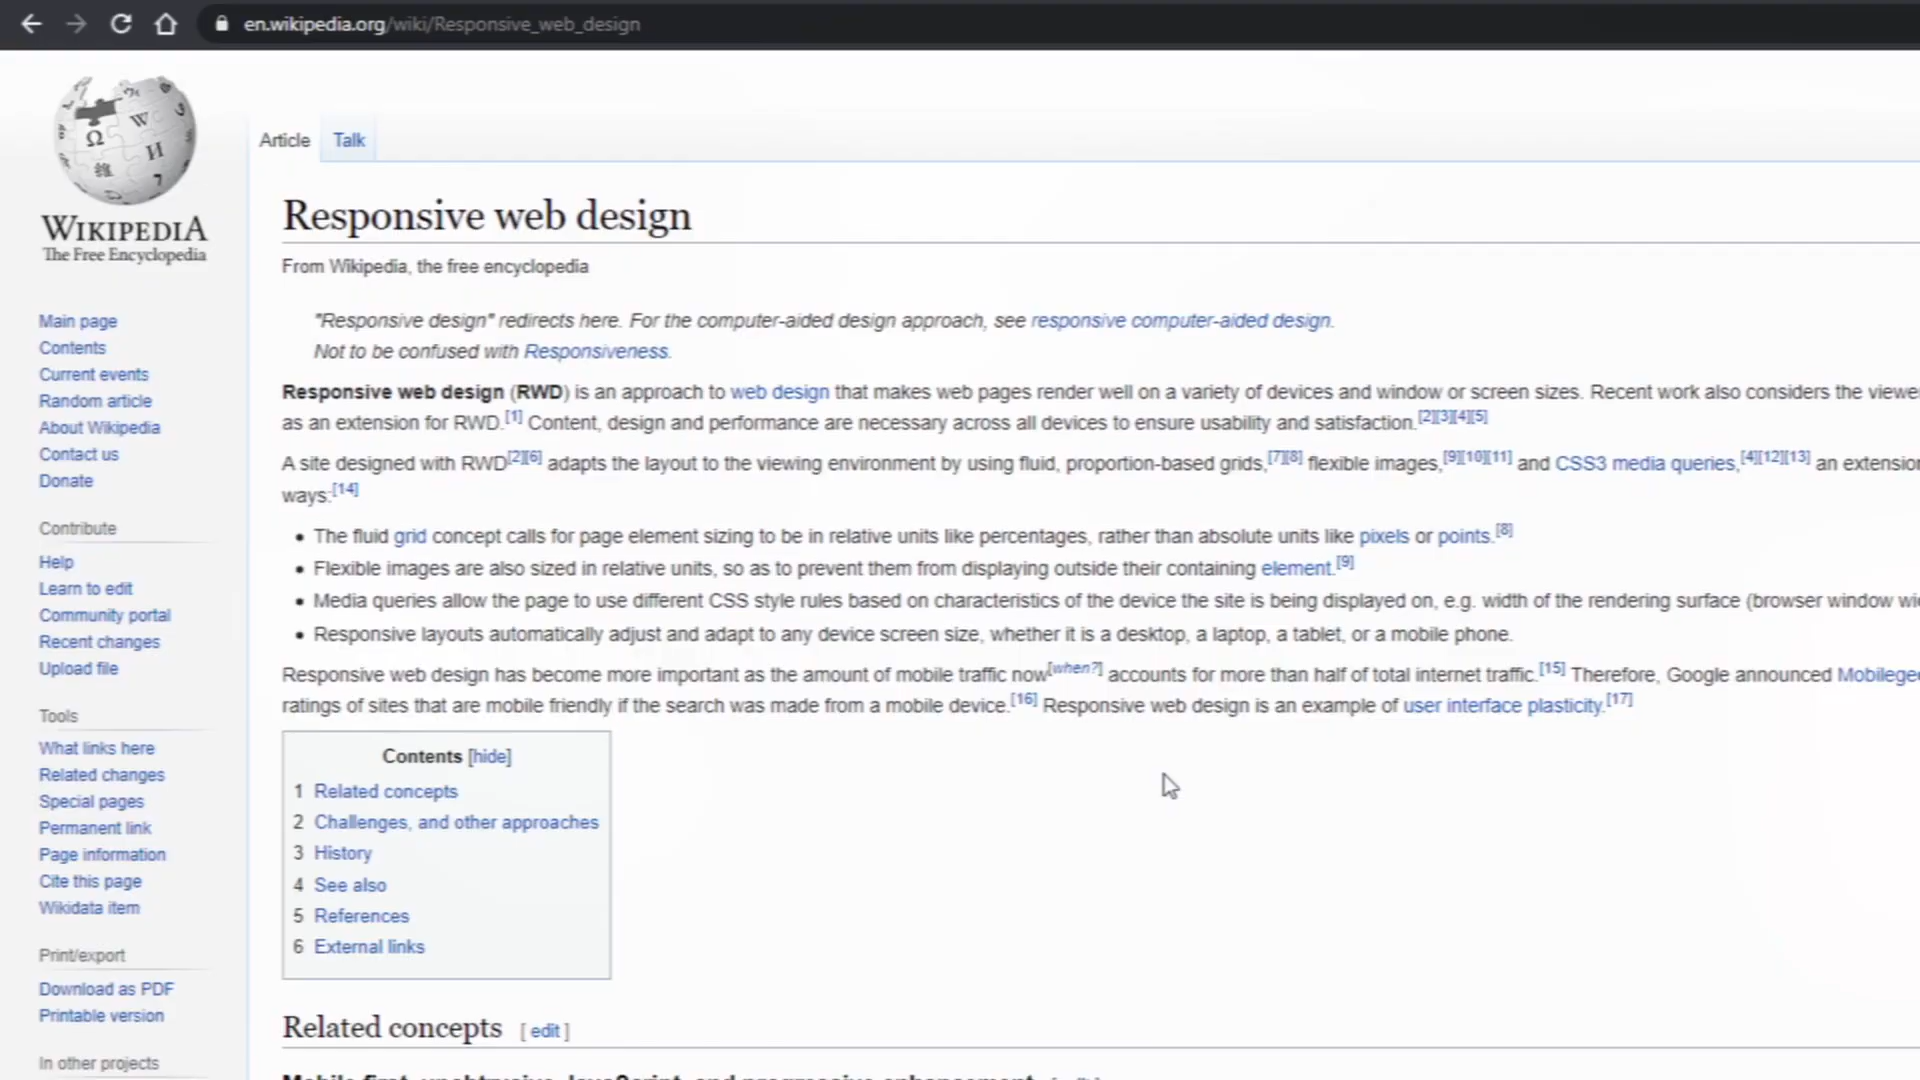 en.wikipedia.org/wiki/Responsive_web_design
WIKIPEDIA
The Free Encyclopedia
Article
Talk
Responsive web design
From Wikipedia, the free encyclopedia
"Responsive design" redirects here. For the computer-aided design approach, see responsive computer-aided design.
Not to be confused with Responsiveness.
Responsive web design (RWD) is an approach to web design that makes web pages render well on a variety of devices and window or screen sizes. Recent work also considers the
as an extension for RWD.[1] Content, design and performance are necessary across all devices to ensure usability and satisfaction.[2][3][4][5]
A site designed with RWD[2][6] adapts the layout to the viewing environment by using fluid, proportion-based grids,[7][8] flexible images,[9][10][11] and CSS3 media queries,[4][12][13] an
ways:[14]
• The fluid grid concept calls for page element sizing to be in relative units like percentages, rather than absolute units like pixels or points.[8]
• Flexible images are also sized in relative units, so as to prevent them from displaying outside their containing element.[9]
• Media queries allow the page to use different CSS style rules based on characteristics of the device the site is being displayed on, e.g. width of the rendering surface (browser window
• Responsive layouts automatically adjust and adapt to any device screen size, whether it is a desktop, a laptop, a tablet, or a mobile phone.
Responsive web design has become more important as the amount of mobile traffic now[when?] accounts for more than half of total internet traffic.[15] Therefore, Google announced
ratings of sites that are mobile friendly if the search was made from a mobile device.[16] Responsive web design is an example of user interface plasticity.[17]
Contents [hide]
1 Related concepts
2 Challenges, and other approaches
3 History
4 See also
5 References
6 External links
Related concepts [ edit ]
Main page
Contents
Current events
Random article
About Wikipedia
Contact us
Donate
Contribute
Help
Learn to edit
Community portal
Recent changes
Upload file
Tools
What links here
Related changes
Special pages
Permanent link
Page information
Cite this page
Wikidata item
Print/export
Download as PDF
Printable version
In other projects